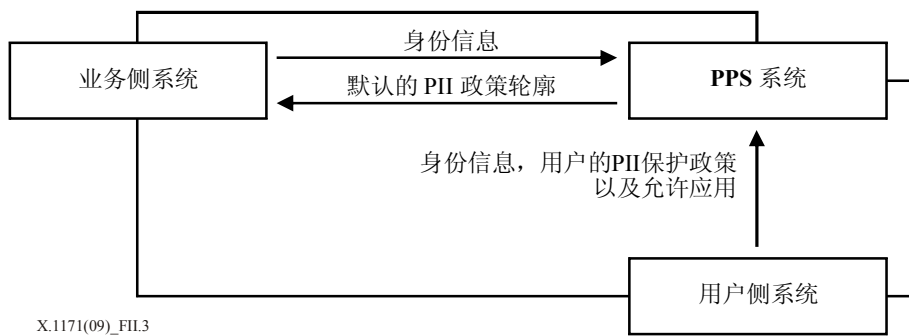 身份信息
业务侧系统
PPS 系统
默认的 PII 政策轮廓
身份信息，用户的PII保护政策
以及允许应用
用户侧系统
X.1171(09)_FII.3